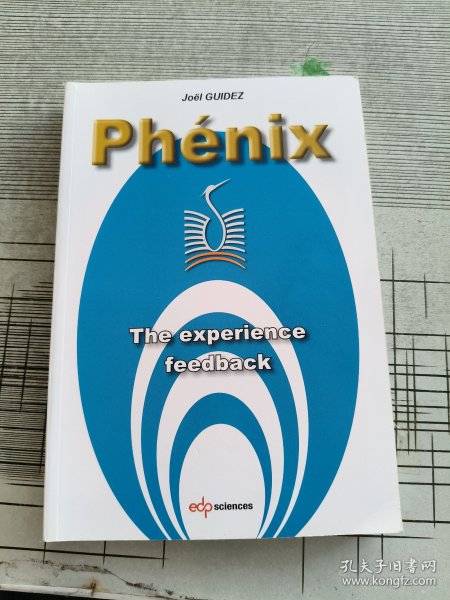 Joël GUIDEZ
Phénix
The experience
feedback
edp sciences
孔夫子旧书网
www.kongfz.com